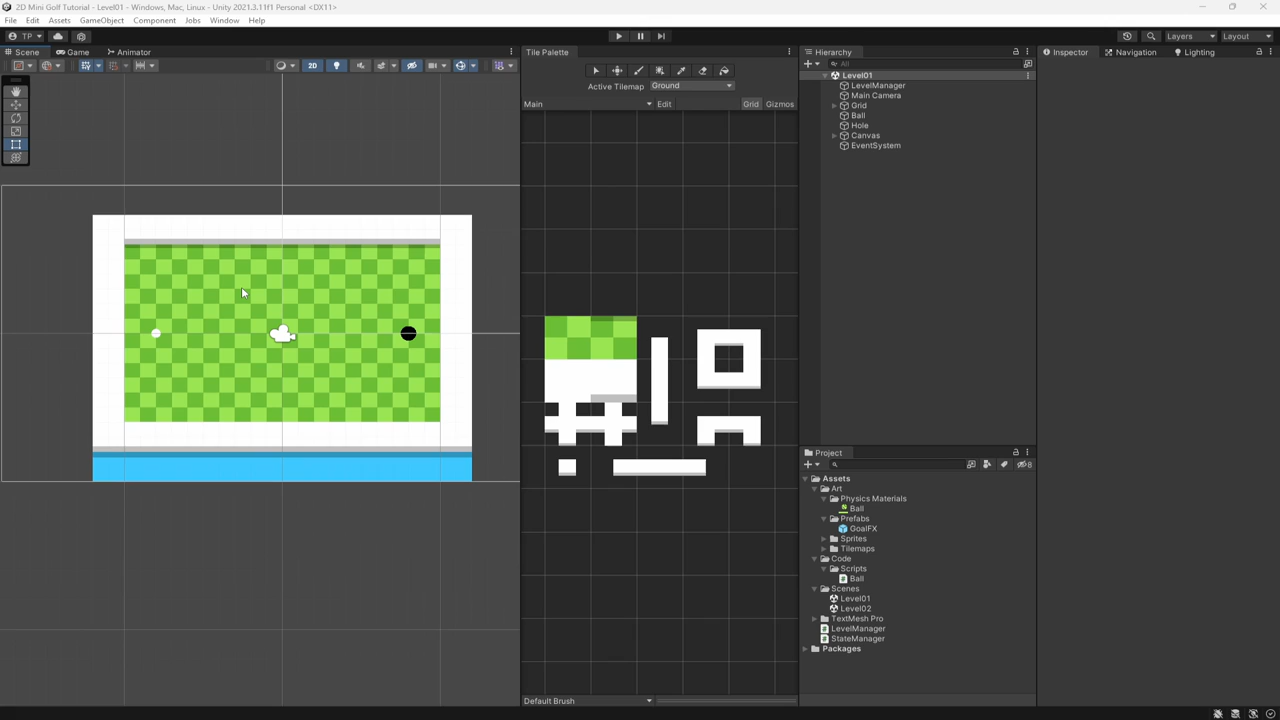 2D Mini Golf Tutorial - Level01 - Windows, Mac, Linux - Unity 2021.3.11f1 Personal <DX11>
File Edit Assets GameObject Component Jobs Window Help
TP
Layers Layout
Scene Game Animator
2D
Tile Palette
Active Tilemap Ground
Main Edit Grid Gizmos
Default Brush
Hierarchy
All
Level01
LevelManager
Main Camera
Grid
Ball
Hole
Canvas
EventSystem
Project
8
Assets
Art
Physics Materials
Ball
Prefabs
GoalFX
Sprites
Tilemaps
Code
Scripts
Ball
Scenes
Level01
Level02
TextMesh Pro
LevelManager
StateManager
Packages
Inspector Navigation Lighting